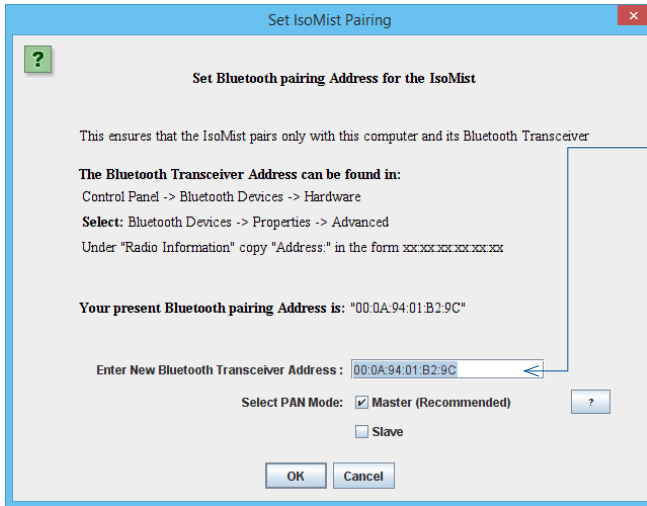 Set IsoMist Pairing
Set Bluetooth pairing Address for the IsoMist
This ensures that the IsoMist pairs only with this computer and its Bluetooth Transceiver
The Bluetooth Transceiver Address can be found in:
Control Panel -> Bluetooth Devices -> Hardware
Select: Bluetooth Devices -> Properties -> Advanced
Under "Radio Information" copy "Address:" in the form xx:xx:xx:xx:xx:xx
Your present Bluetooth pairing Address is: "00:0A:94:01:B2:9C"
Enter New Bluetooth Transceiver Address : 00:0A:94:01:B2:9C
Select PAN Mode: Master (Recommended) ?
Slave
OK Cancel